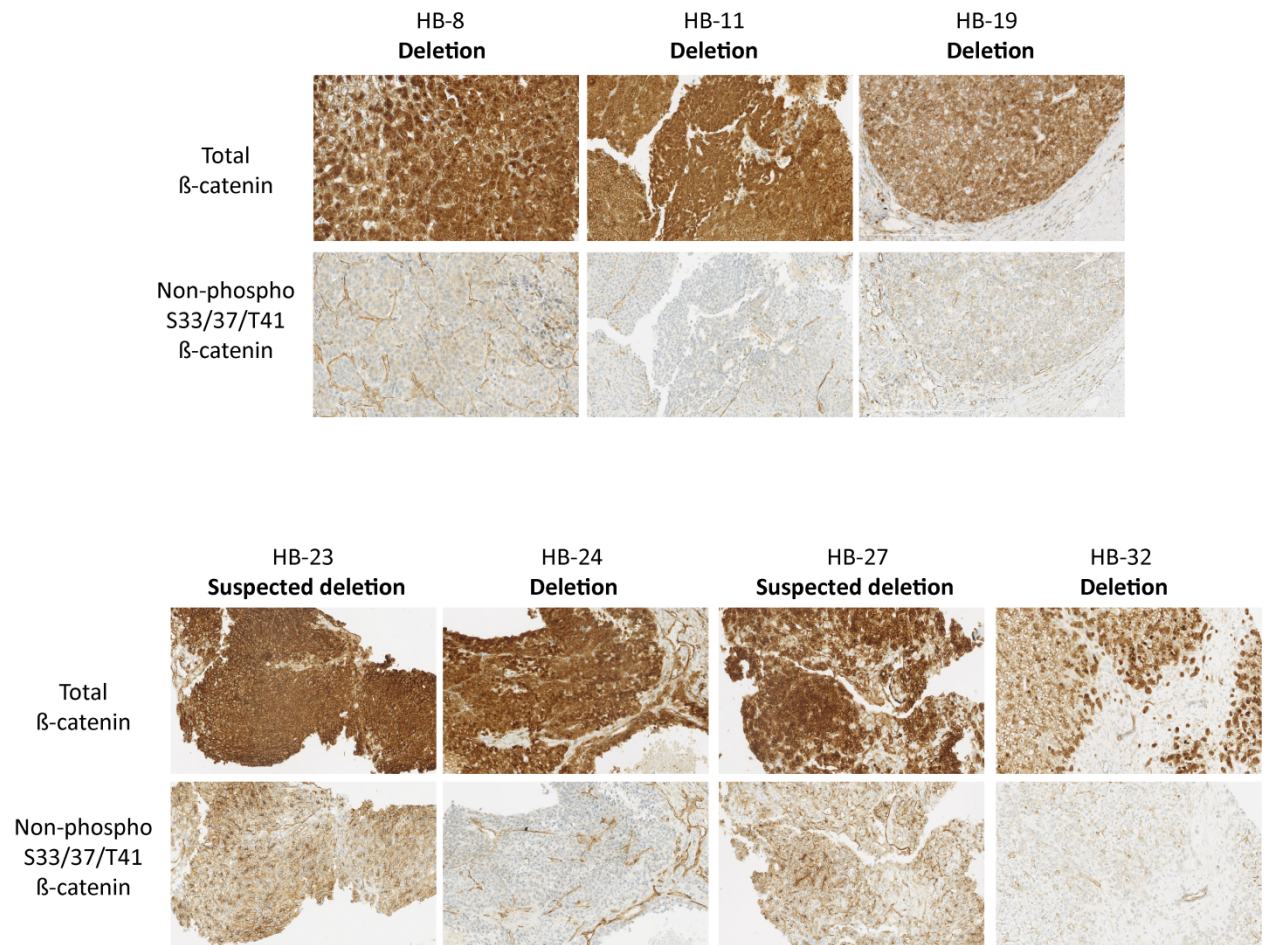 HB-8
Deletion
HB-11
Deletion
HB-19
Deletion
Total
ß-catenin
Non-phospho
S33/37/T41
ß-catenin
HB-23
Suspected deletion
HB-24
Deletion
HB-27
Suspected deletion
HB-32
Deletion
Total
ß-catenin
Non-phospho
S33/37/T41
ß-catenin